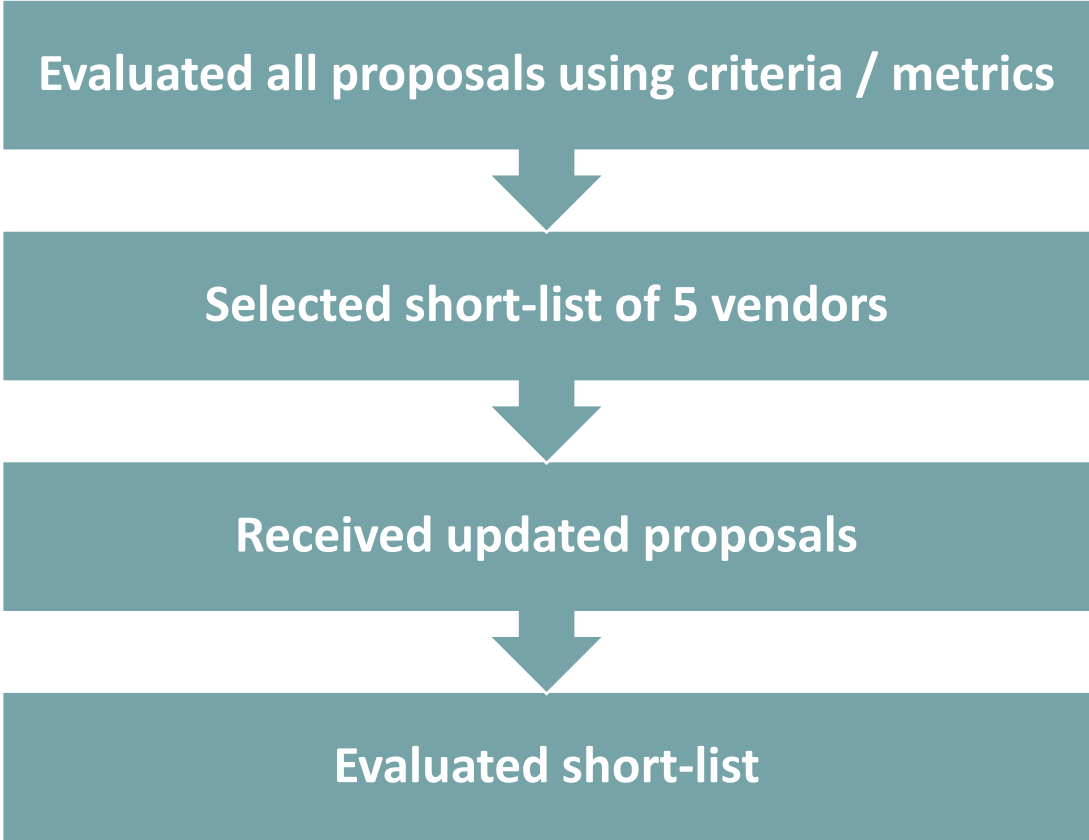 Evaluated all proposals using criteria / metrics
Selected short-list of 5 vendors
Received updated proposals
Evaluated short-list